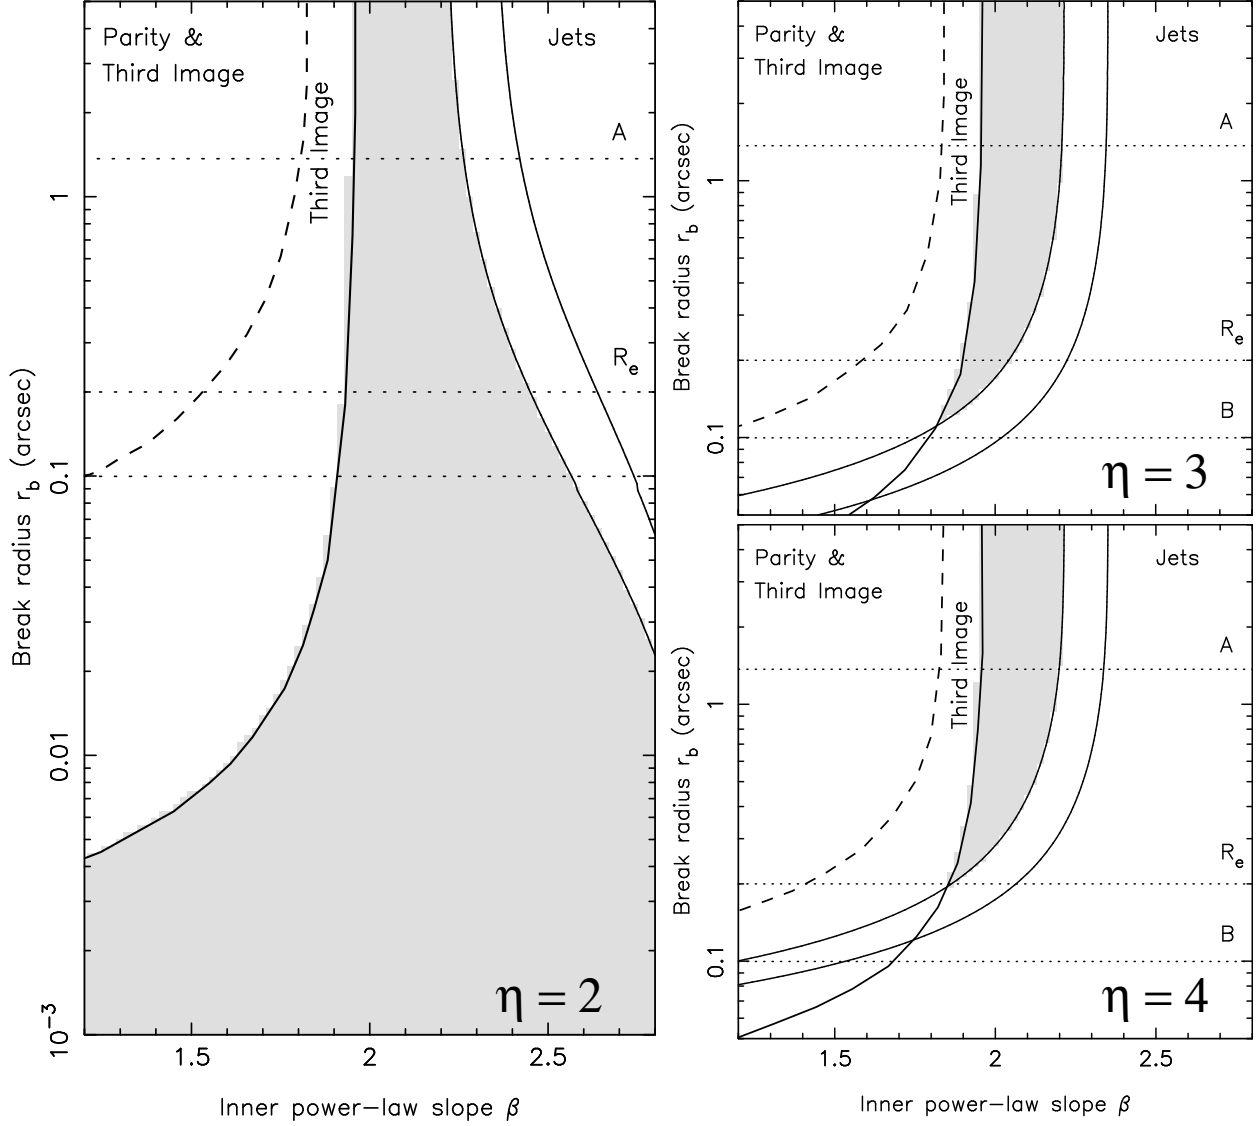 Parity &
Third Image
Jets
Third Image
A
R_e
1
0.1
0.01
10^{-3}
Break radius r_b (arcsec)
η = 2
1.5 2 2.5
Inner power-law slope β
Parity &
Third Image
Jets
Third Image
A
R_e
B
1
0.1
Break radius r_b (arcsec)
η = 3
Parity &
Third Image
Jets
Third Image
A
R_e
B
1
0.1
Break radius r_b (arcsec)
η = 4
1.5 2 2.5
Inner power-law slope β